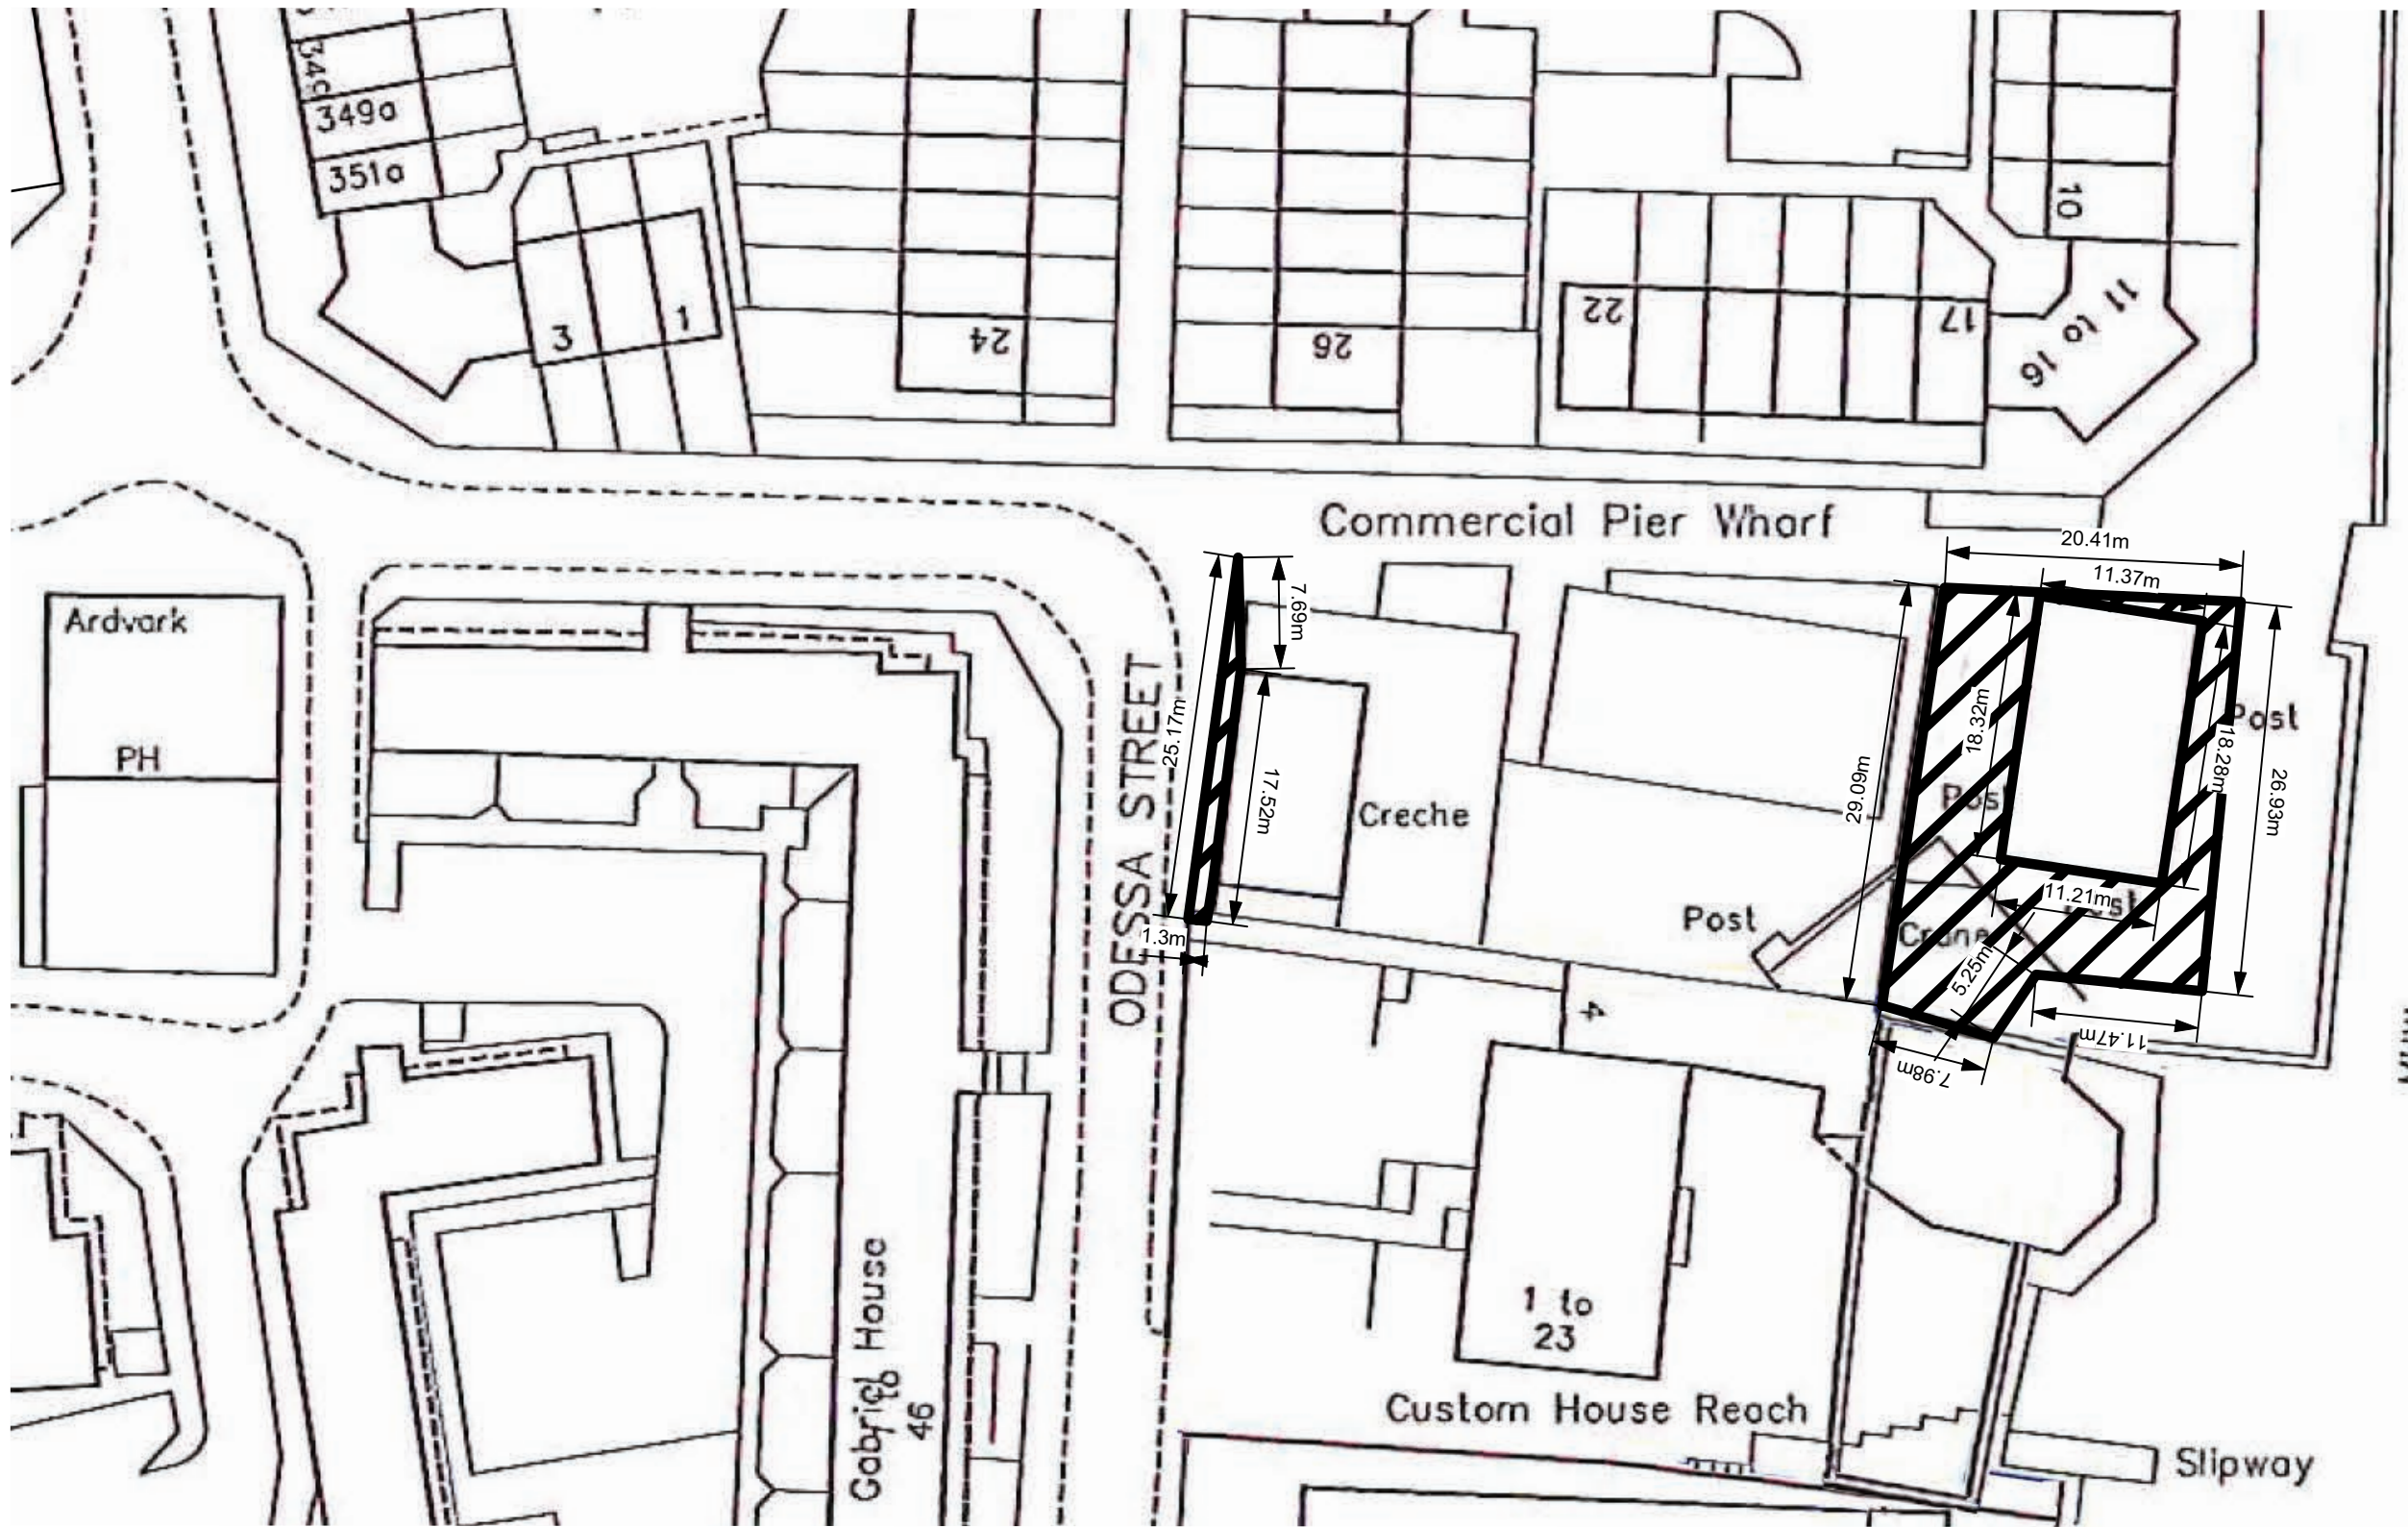 349a
351a
10
3
1
24
26
22
17
11 to
16
Commercial Pier Wharf
20.41m
11.37m
Ardvark
7.69m
Post
18.32m
25.17m
18.28m
PH
ODESSA STREET
17.52m
Creche
26.09m
26.93m
Post
11.21m
Post
Post
Crane
1.3m
5.25m
4
11.47m
7.98m
Gabriel House
to
46
1 to
23
Custom House Reach
Slipway